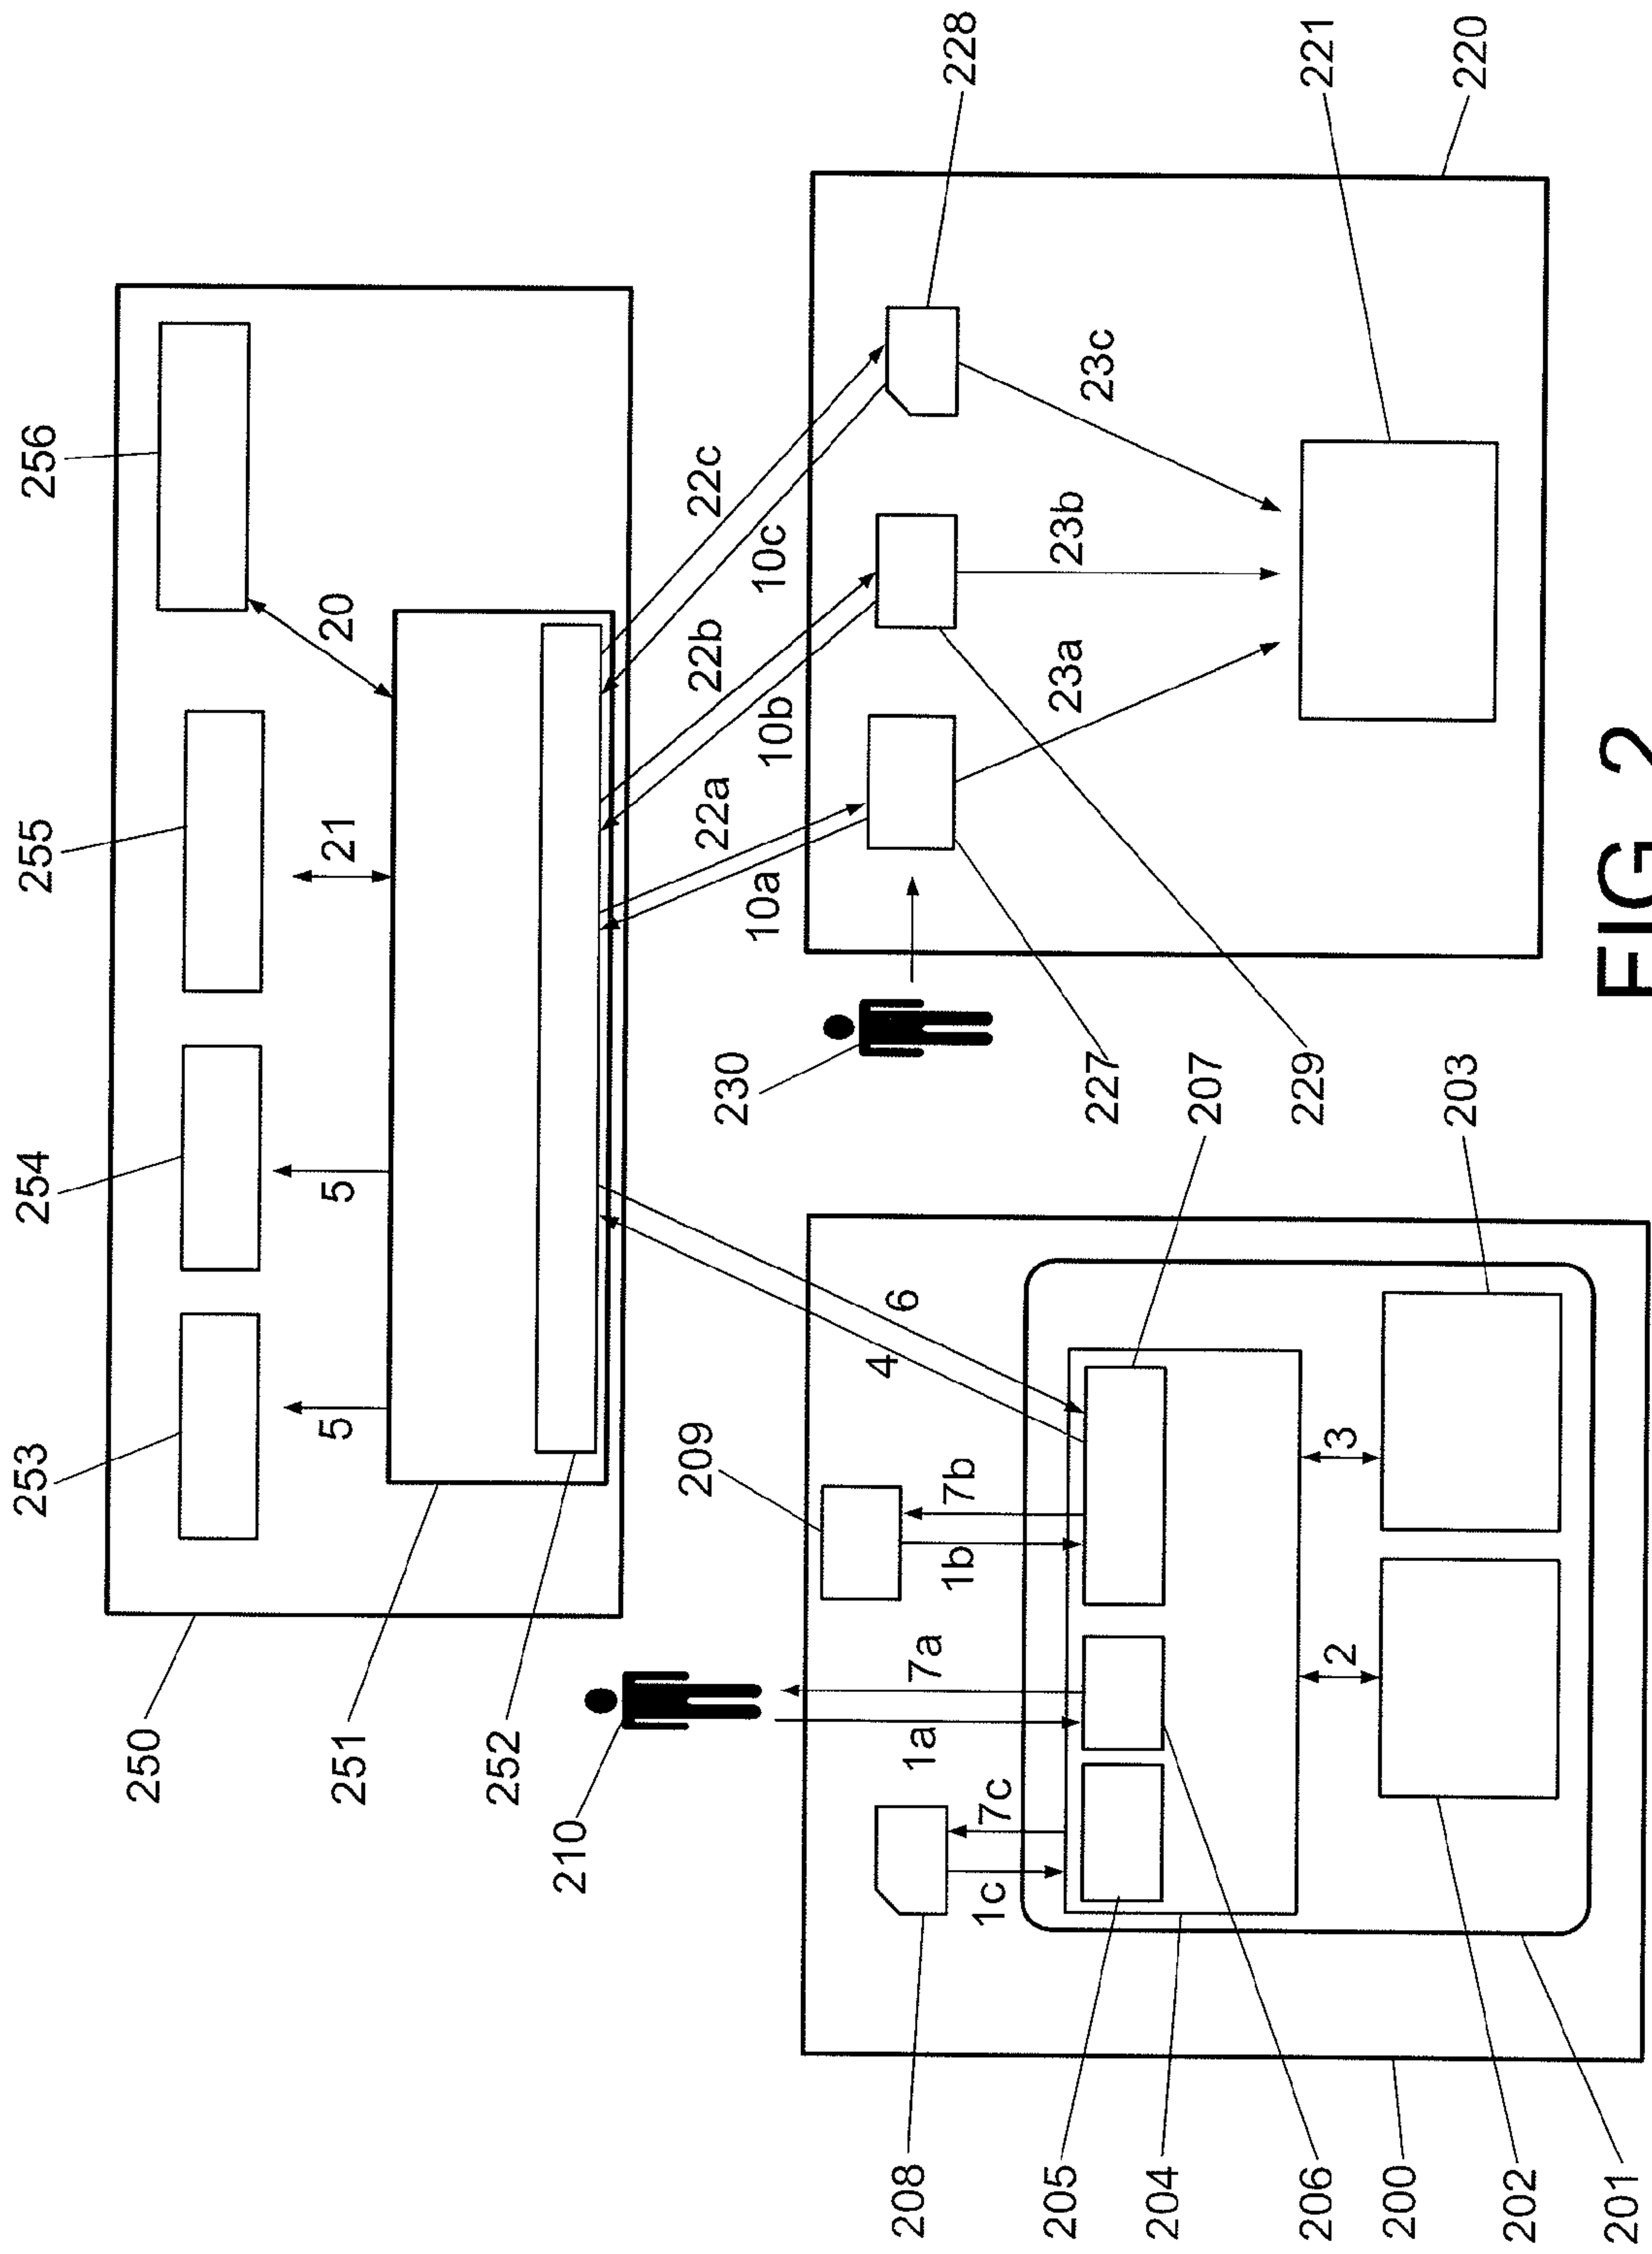 253 254 255 256
250
5 5 21 20
251
252
210
209 230 22a 22b 22c
10a 10b 10c
4 6
208 1a 7a 1b 7b 228
1c 7c
205 23a 23b 23c
227
204 207
206 229 221
2 3
200 203 220
202
201
FIG. 2